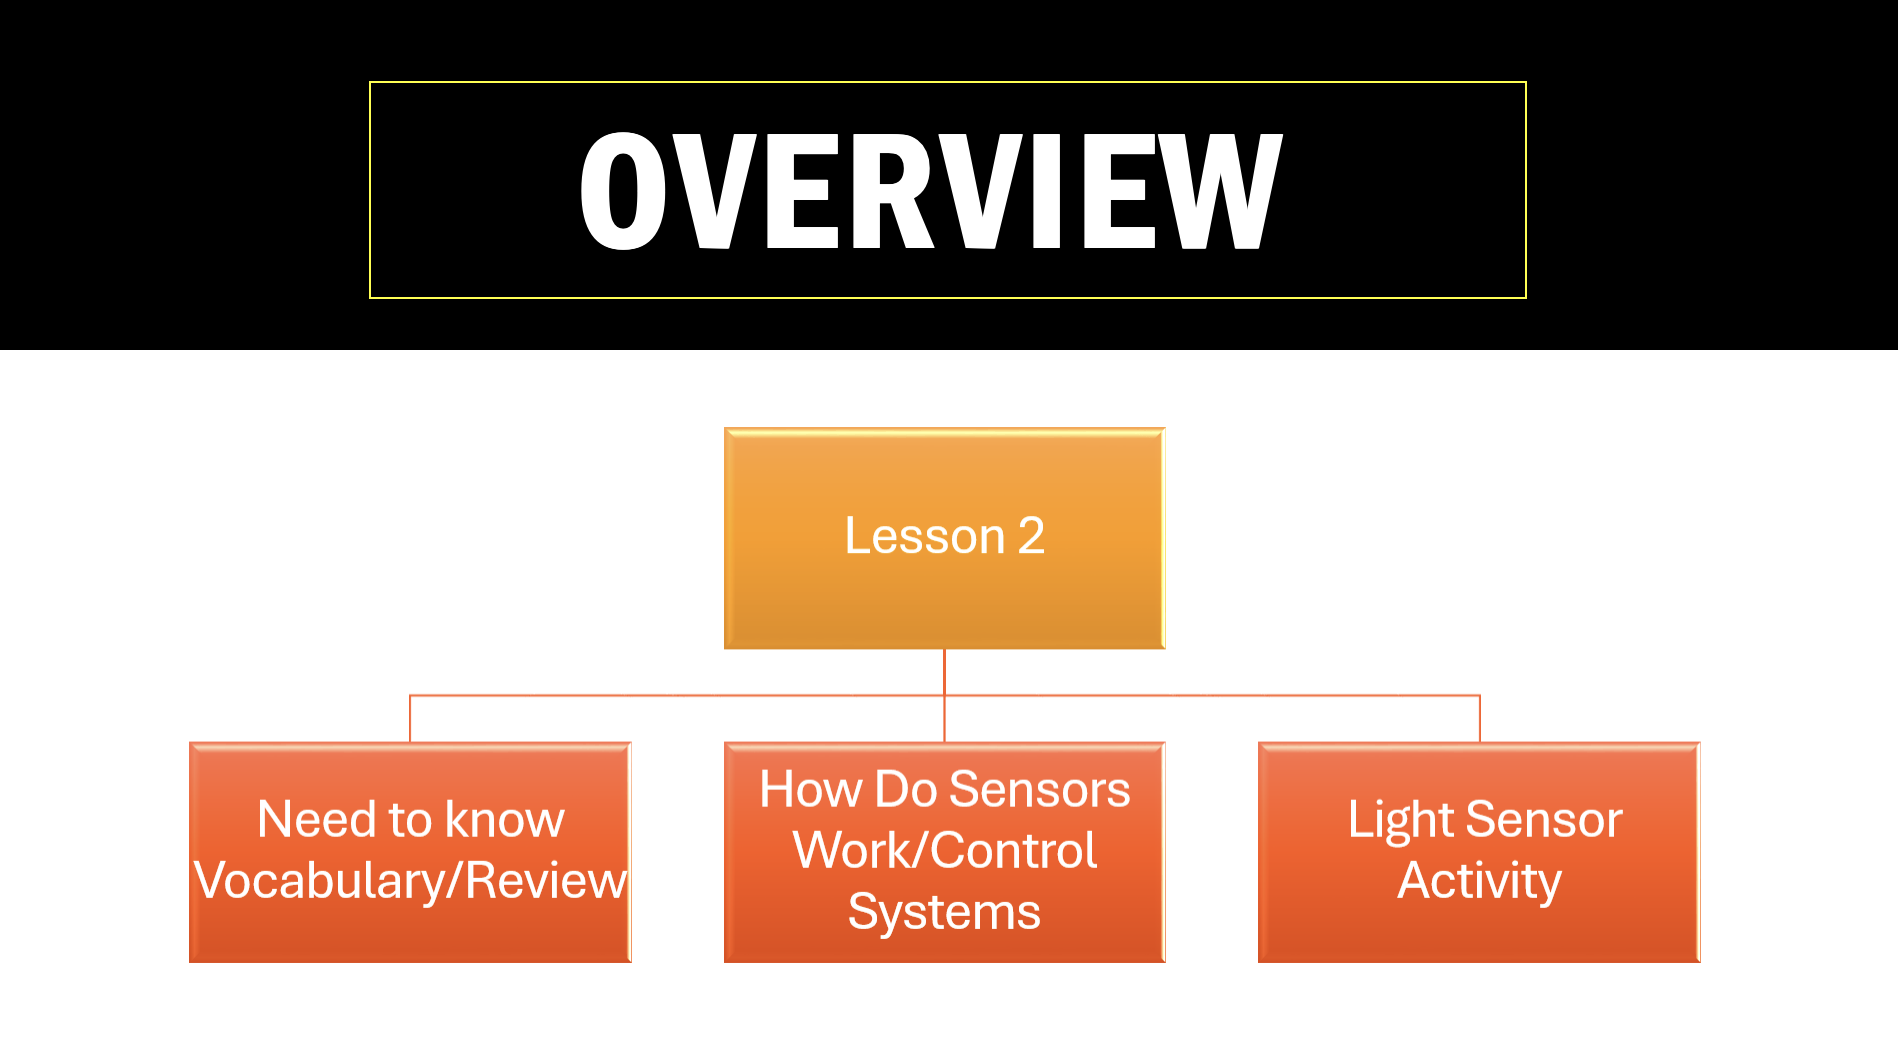 OVERVIEW
Lesson 2
Need to know
Vocabulary/Review
How Do Sensors
Work/Control
Systems
Light Sensor
Activity